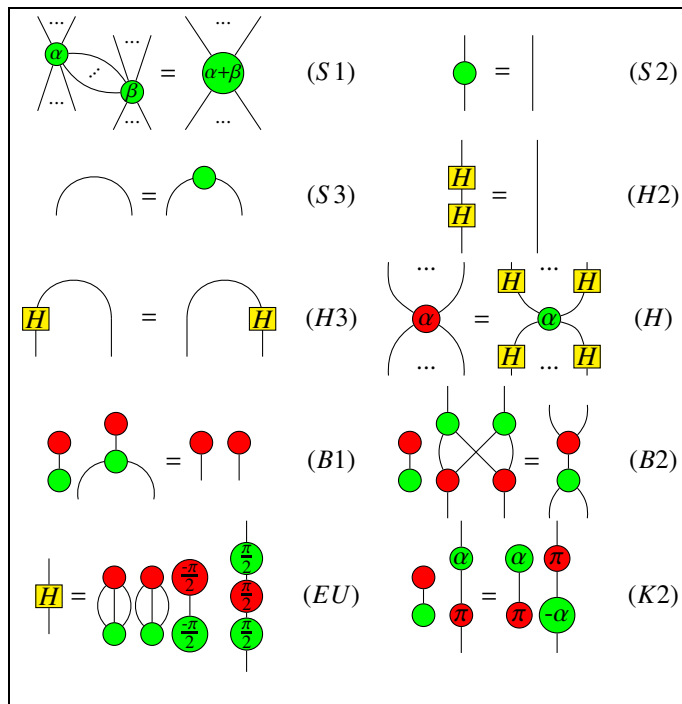 ... ...
α
... = α+β (S1) = (S2)
β
... ... ...
H
= (S3) = (H2)
H
... H ... H
H = H (H3) α = α (H)
... H ... H
= (B1) = (B2)
-π/2 π/2 α α π
H = π/2 (EU) = (K2)
-π/2 π/2 π π -α